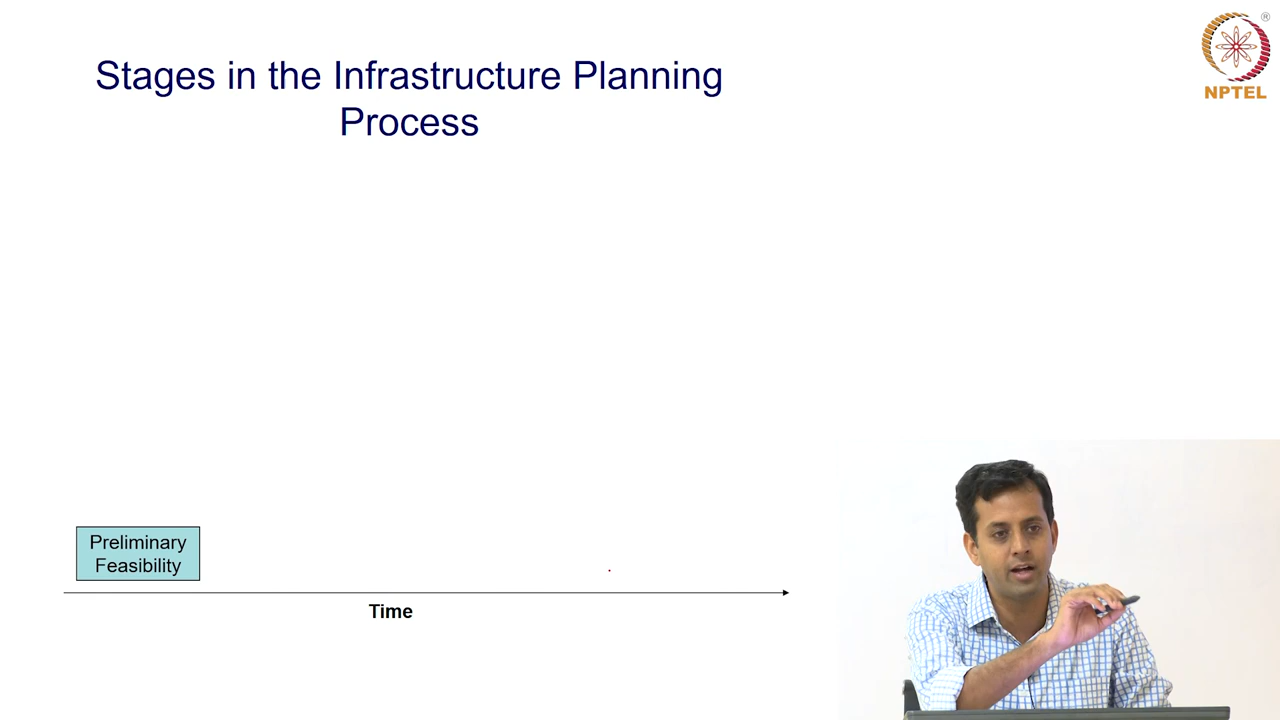 Stages in the Infrastructure Planning
Process
®
NPTEL
Preliminary
Feasibility
Time